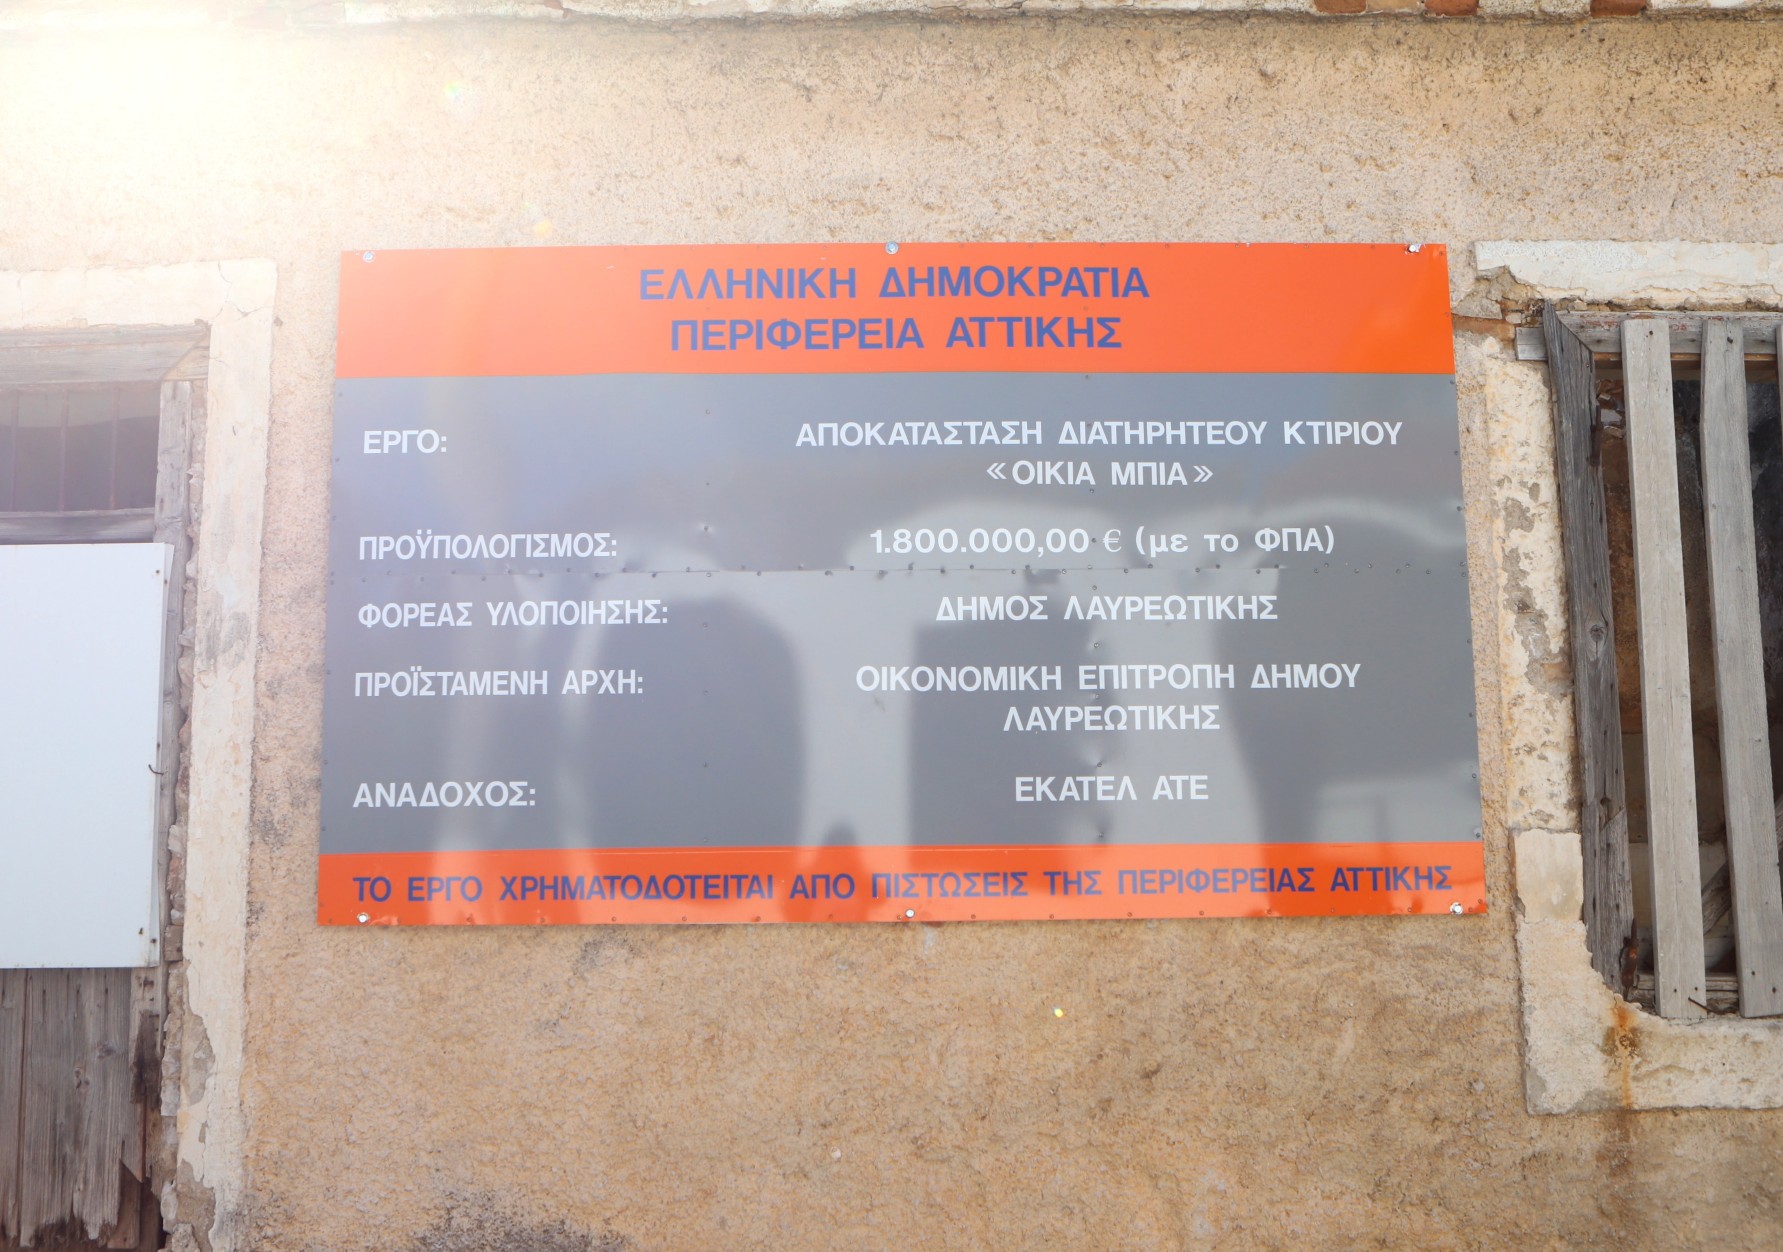 ΕΛΛΗΝΙΚΗ ΔΗΜΟΚΡΑΤΙΑ
ΠΕΡΙΦΕΡΕΙΑ ΑΤΤΙΚΗΣ
ΕΡΓΟ: ΑΠΟΚΑΤΑΣΤΑΣΗ ΔΙΑΤΗΡΗΤΕΟΥ ΚΤΙΡΙΟΥ
«ΟΙΚΙΑ ΜΠΙΑ»
ΠΡΟΫΠΟΛΟΓΙΣΜΟΣ: 1.800.000,00 € (με το ΦΠΑ)
ΦΟΡΕΑΣ ΥΛΟΠΟΙΗΣΗΣ: ΔΗΜΟΣ ΛΑΥΡΕΩΤΙΚΗΣ
ΠΡΟΪΣΤΑΜΕΝΗ ΑΡΧΗ: ΟΙΚΟΝΟΜΙΚΗ ΕΠΙΤΡΟΠΗ ΔΗΜΟΥ
ΛΑΥΡΕΩΤΙΚΗΣ
ΑΝΑΔΟΧΟΣ: ΕΚΑΤΕΛ ΑΤΕ
ΤΟ ΕΡΓΟ ΧΡΗΜΑΤΟΔΟΤΕΙΤΑΙ ΑΠΟ ΠΙΣΤΩΣΕΙΣ ΤΗΣ ΠΕΡΙΦΕΡΕΙΑΣ ΑΤΤΙΚΗΣ